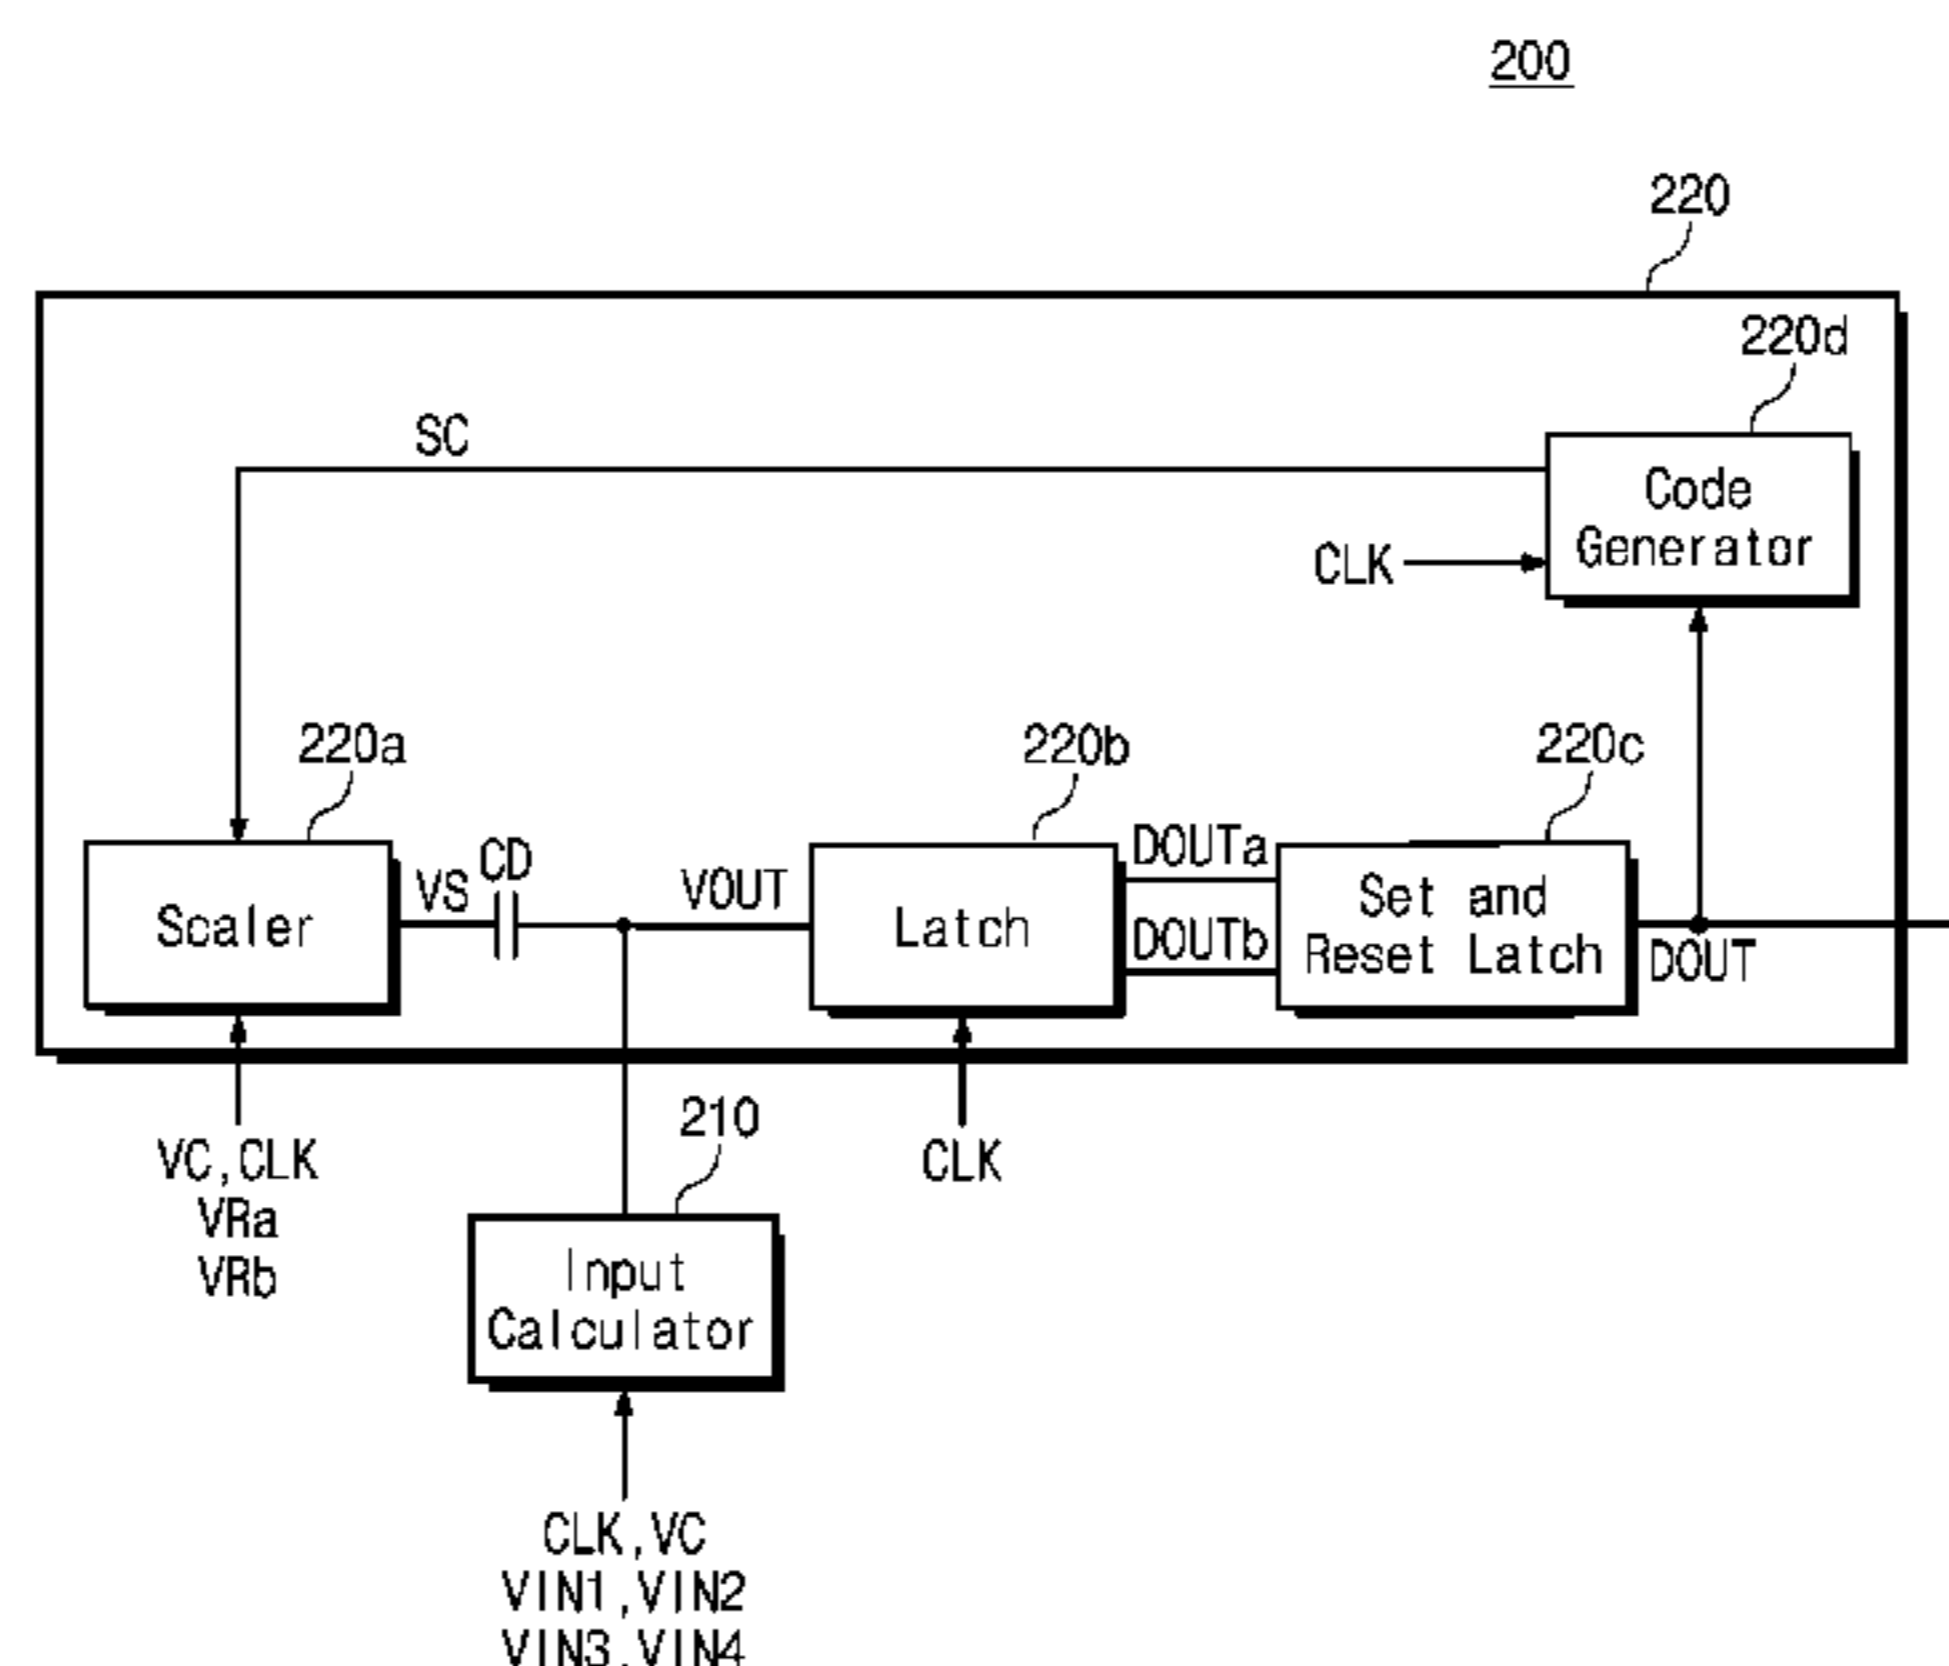 200
220
220d
SC
Code
Generator
CLK
220a
220b
220c
CD
VS
VOUT
DOUTa
DOUTb
Scaler
Latch
Set and
Reset Latch
DOUT
VC,CLK
VRa
VRb
210
CLK
Input
Calculator
CLK,VC
VIN1,VIN2
VIN3,VIN4